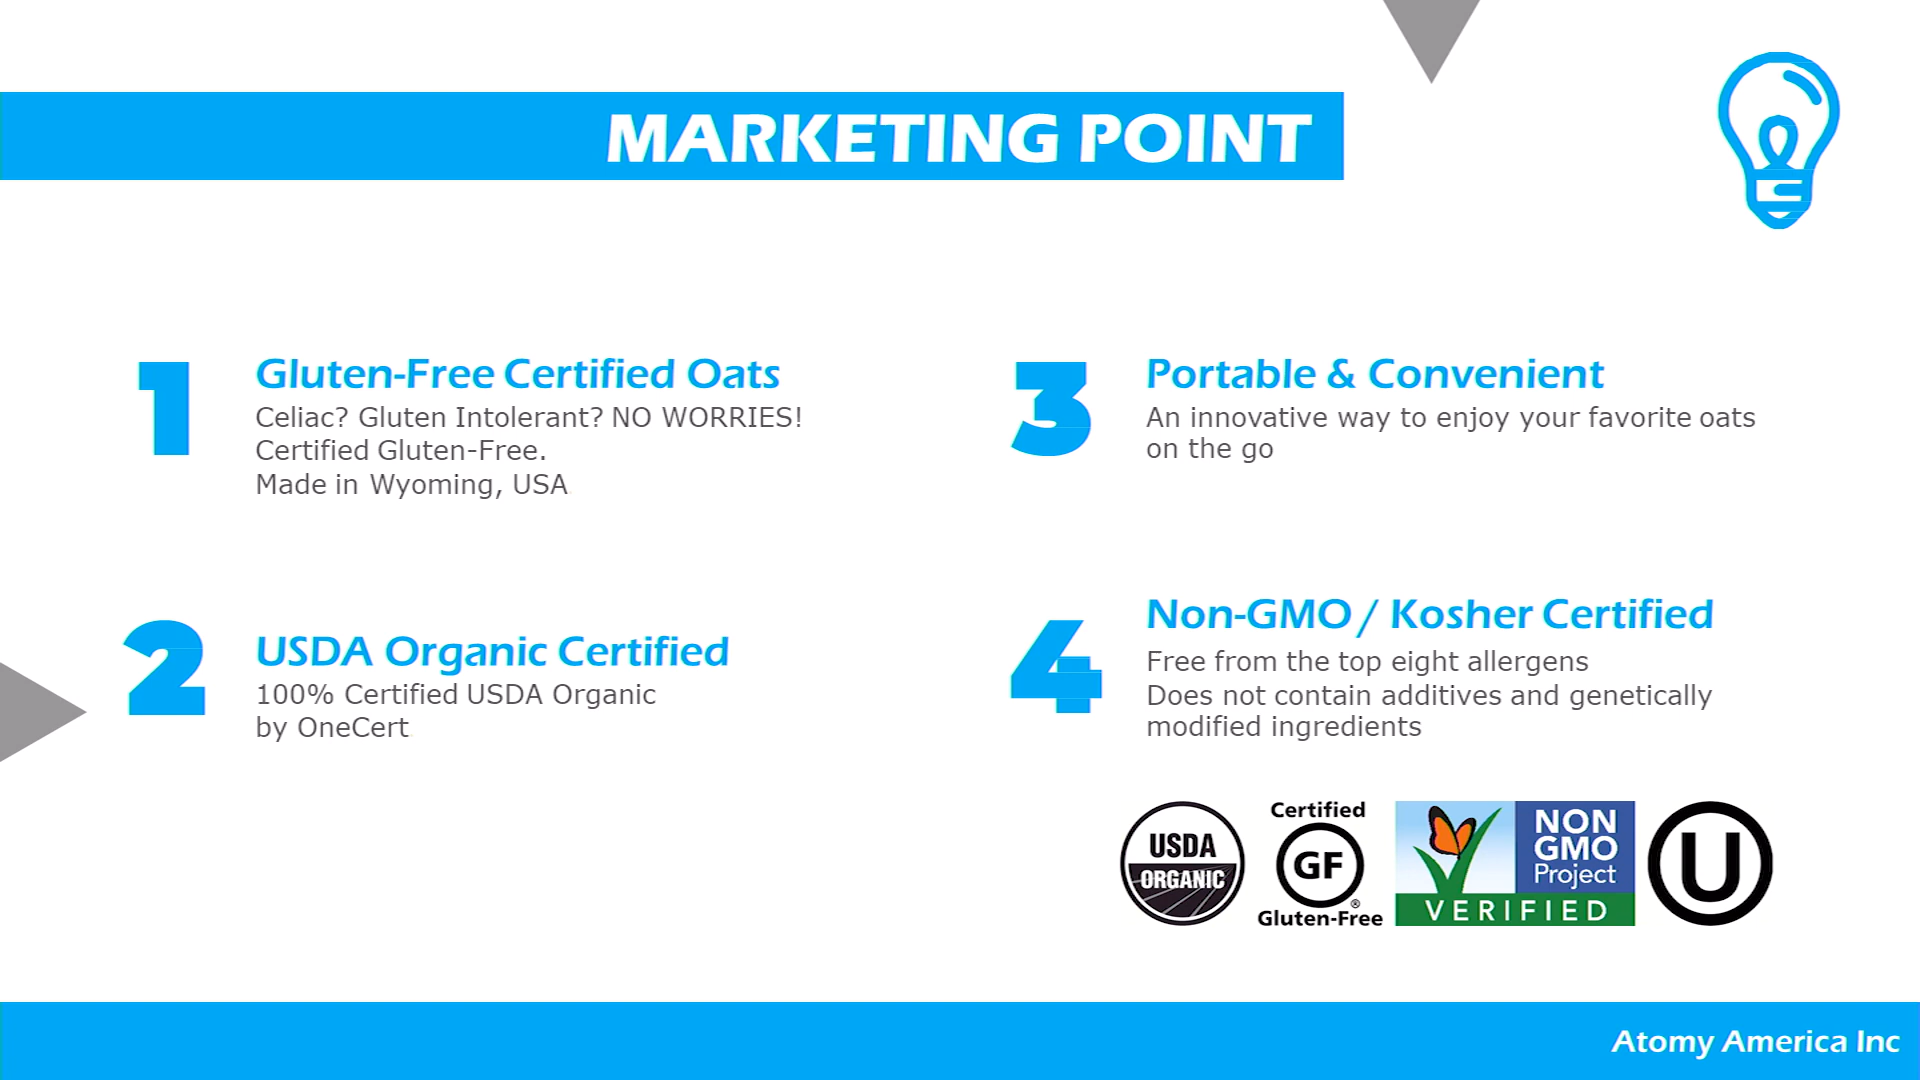 MARKETING POINT
1
Gluten-Free Certified Oats
Celiac? Gluten Intolerant? NO WORRIES!
Certified Gluten-Free.
Made in Wyoming, USA
2
USDA Organic Certified
100% Certified USDA Organic
by OneCert
3
Portable & Convenient
An innovative way to enjoy your favorite oats
on the go
4
Non-GMO / Kosher Certified
Free from the top eight allergens
Does not contain additives and genetically
modified ingredients
USDA
ORGANIC
Certified
GF
®
Gluten-Free
NON
GMO
Project
VERIFIED
U
Atomy America Inc